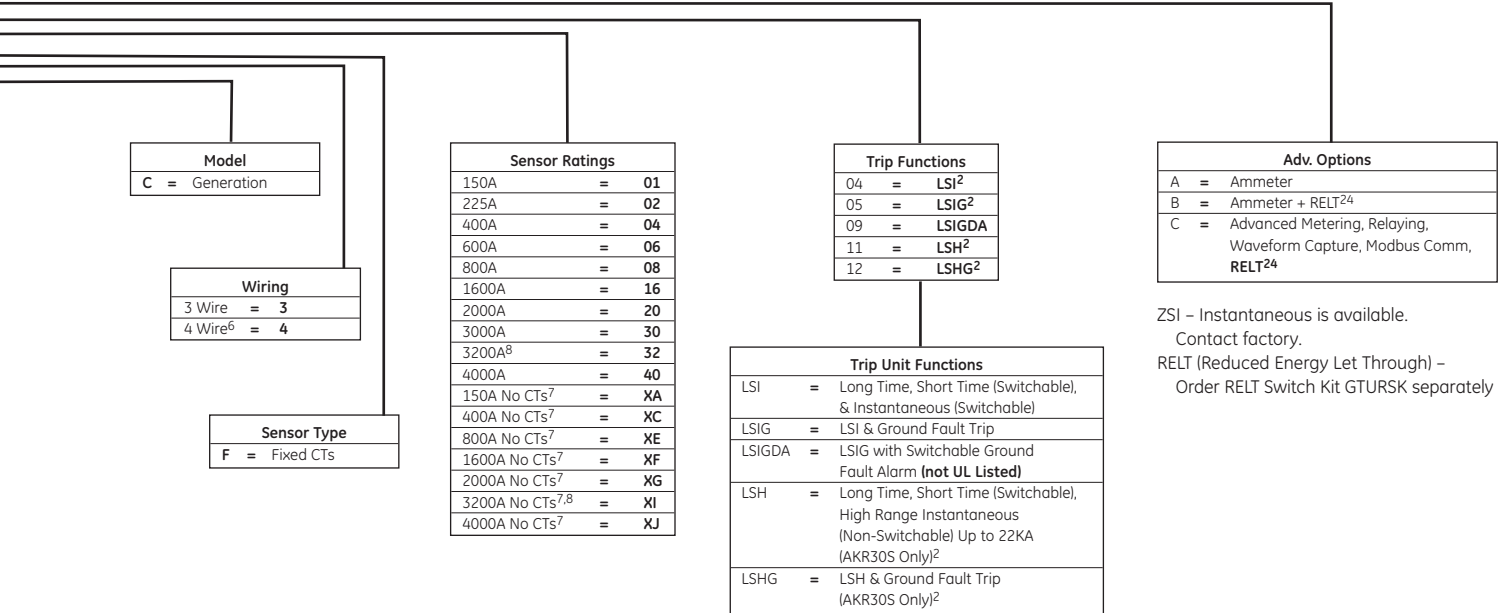 Model
C = Generation
Wiring
3 Wire = 3
4 Wire6 = 4
Sensor Type
F = Fixed CTs
Sensor Ratings
150A = 01
225A = 02
400A = 04
600A = 06
800A = 08
1600A = 16
2000A = 20
3000A = 30
3200A8 = 32
4000A = 40
150A No CTs7 = XA
400A No CTs7 = XC
800A No CTs7 = XE
1600A No CTs7 = XF
2000A No CTs7 = XG
3200A No CTs7,8 = XI
4000A No CTs7 = XJ
Trip Functions
04 = LSI2
05 = LSIG2
09 = LSIGDA
11 = LSH2
12 = LSHG2
Trip Unit Functions
LSI = Long Time, Short Time (Switchable),
& Instantaneous (Switchable)
LSIG = LSI & Ground Fault Trip
LSIGDA = LSIG with Switchable Ground
Fault Alarm (not UL Listed)
LSH = Long Time, Short Time (Switchable),
High Range Instantaneous
(Non-Switchable) Up to 22KA
(AKR30S Only)2
LSHG = LSH & Ground Fault Trip
(AKR30S Only)2
Adv. Options
A = Ammeter
B = Ammeter + RELT24
C = Advanced Metering, Relaying,
Waveform Capture, Modbus Comm,
RELT24
ZSI – Instantaneous is available.
Contact factory.
RELT (Reduced Energy Let Through) –
Order RELT Switch Kit GTURSK separately